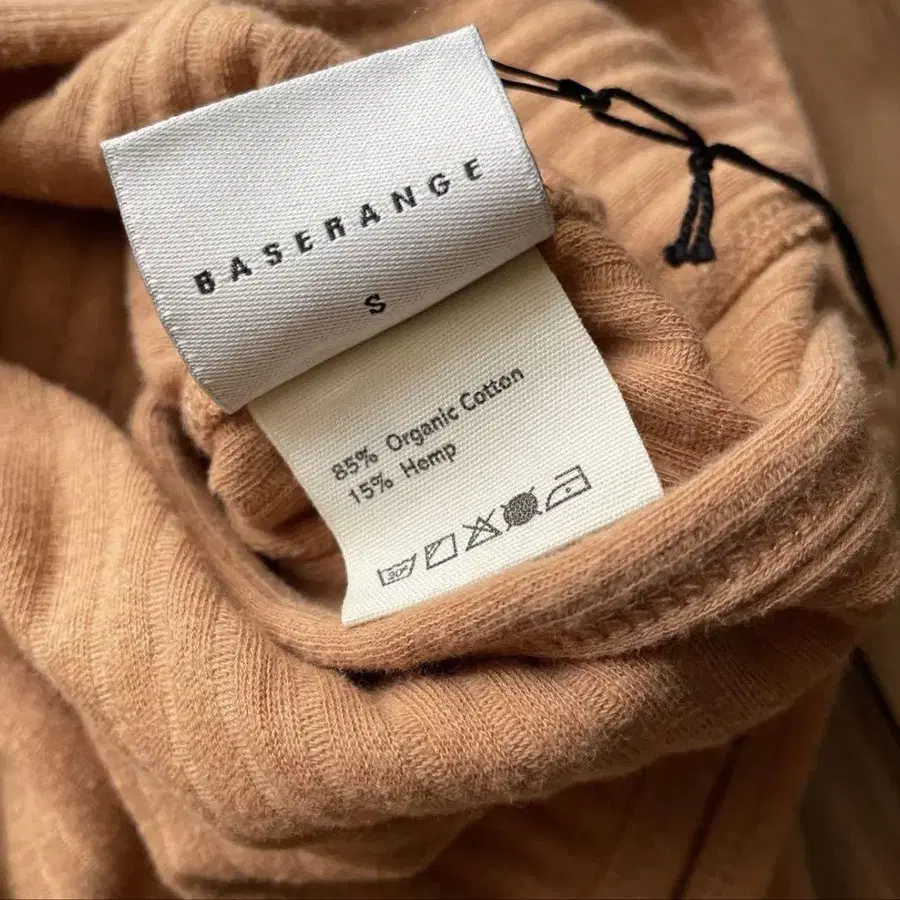 BASERANGE
S
85% Organic Cotton
15% Hemp
30°